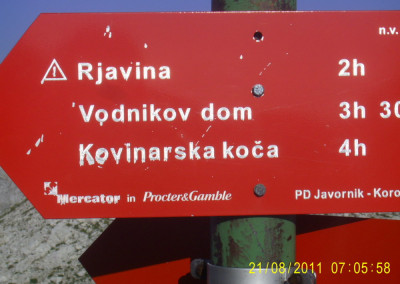 n.v.
Rjavina 2h
Vodnikov dom 3h 30
Kovinarska koča 4h
Mercator in Procter&Gamble PD Javornik - Koro
21/08/2011 07:05:58